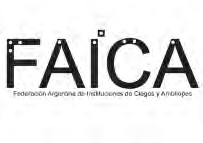 FAICA
Federación Argentina de Instituciones de Ciegos y Ambliopes